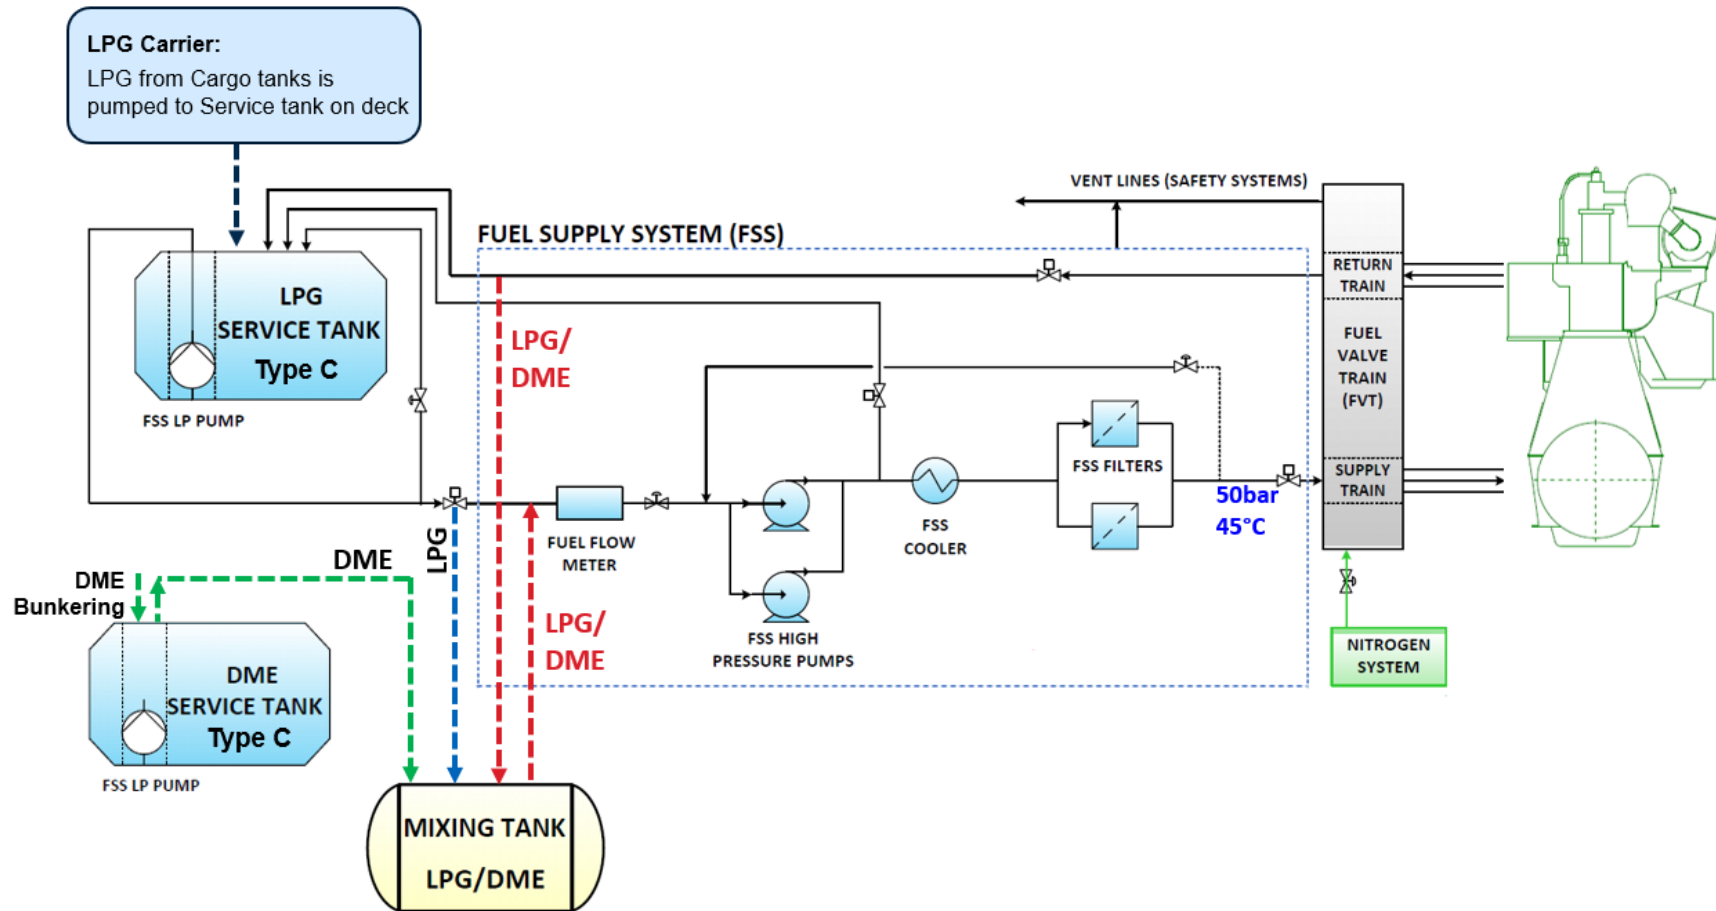 LPG Carrier:
LPG from Cargo tanks is
pumped to Service tank on deck
VENT LINES (SAFETY SYSTEMS)
FUEL SUPPLY SYSTEM (FSS)
RETURN
TRAIN
LPG
SERVICE TANK
Type C
FSS LP PUMP
LPG/
DME
FUEL
VALVE
TRAIN
(FVT)
FSS FILTERS
SUPPLY
TRAIN
50bar
45°C
FUEL FLOW
METER
FSS
COOLER
LPG
DME
DME
Bunkering
LPG/
DME
FSS HIGH
PRESSURE PUMPS
NITROGEN
SYSTEM
DME
SERVICE TANK
Type C
FSS LP PUMP
MIXING TANK
LPG/DME